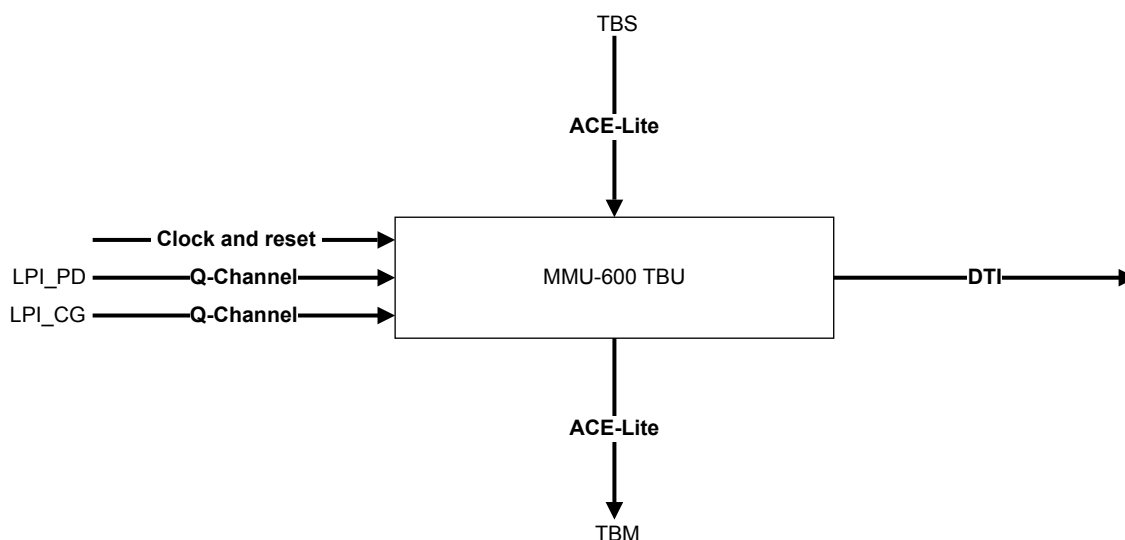 TBS
ACE-Lite
Clock and reset
LPI_PD Q-Channel MMU-600 TBU DTI
LPI_CG Q-Channel
ACE-Lite
TBM